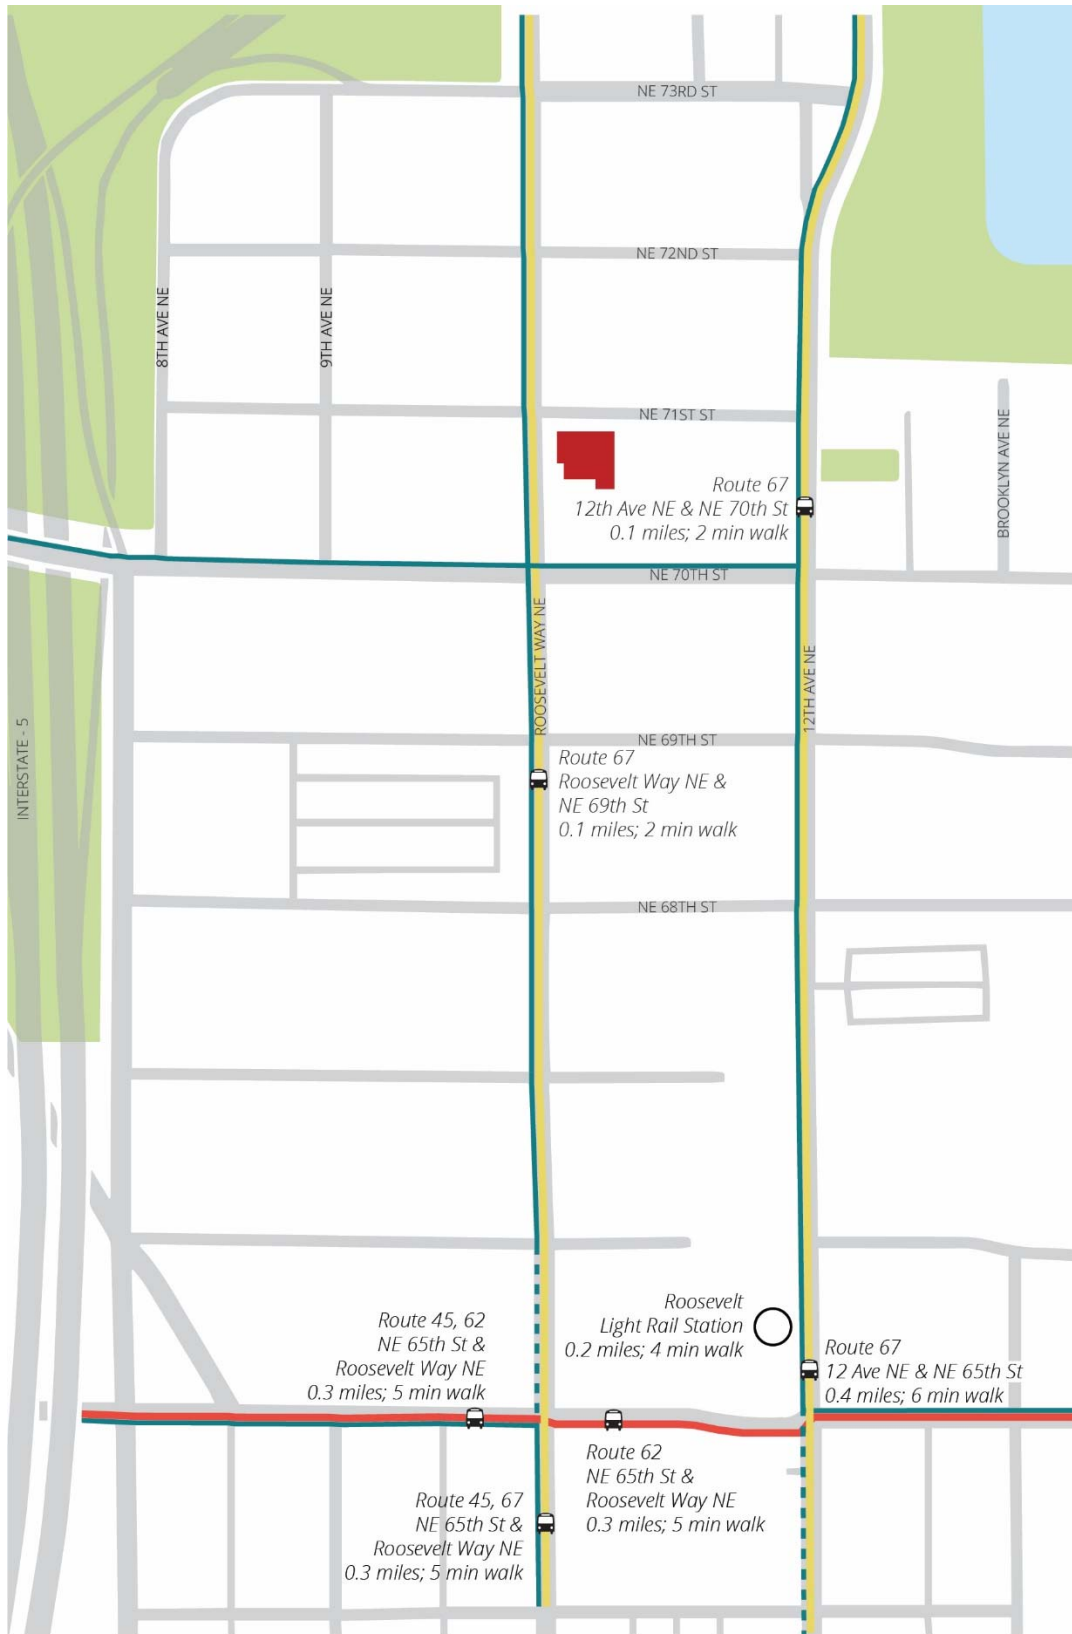 NE 73RD ST
NE 72ND ST
8TH AVE NE
9TH AVE NE
NE 71ST ST
BROOKLYN AVE NE
Route 67
12th Ave NE & NE 70th St
0.1 miles; 2 min walk
NE 70TH ST
ROOSEVELT WAY NE
12TH AVE NE
INTERSTATE - 5
NE 69TH ST
Route 67
Roosevelt Way NE &
NE 69th St
0.1 miles; 2 min walk
NE 68TH ST
Roosevelt
Light Rail Station
0.2 miles; 4 min walk
Route 45, 62
NE 65th St &
Roosevelt Way NE
0.3 miles; 5 min walk
Route 67
12 Ave NE & NE 65th St
0.4 miles; 6 min walk
Route 62
NE 65th St &
Roosevelt Way NE
0.3 miles; 5 min walk
Route 45, 67
NE 65th St &
Roosevelt Way NE
0.3 miles; 5 min walk